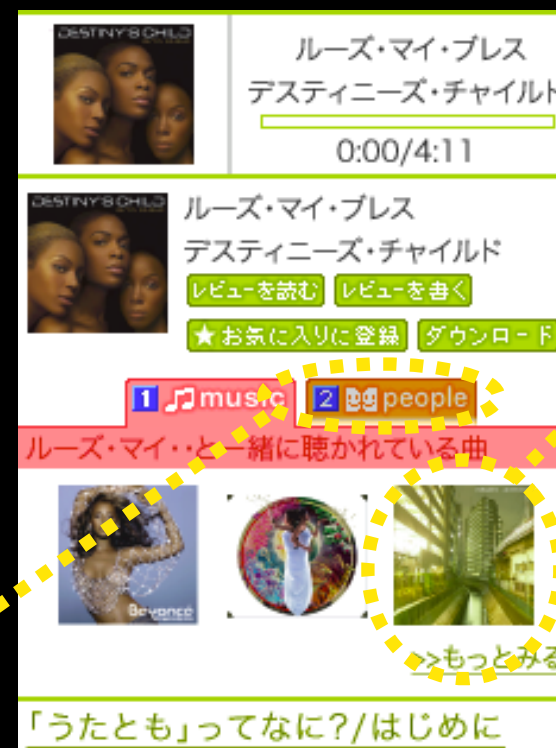 DESTINY'S CHILD
ルーズ・マイ・ブレス
デスティニーズ・チャイルド
0:00/4:11
DESTINY'S CHILD
ルーズ・マイ・ブレス
デスティニーズ・チャイルド
レビューを読む レビューを書く
★お気に入りに登録 ダウンロード
1 music 2 people
ルーズ・マイ・・と一緒に聴かれている曲
Beyoncé
>>もっとみる
「うたとも」ってなに?/はじめに